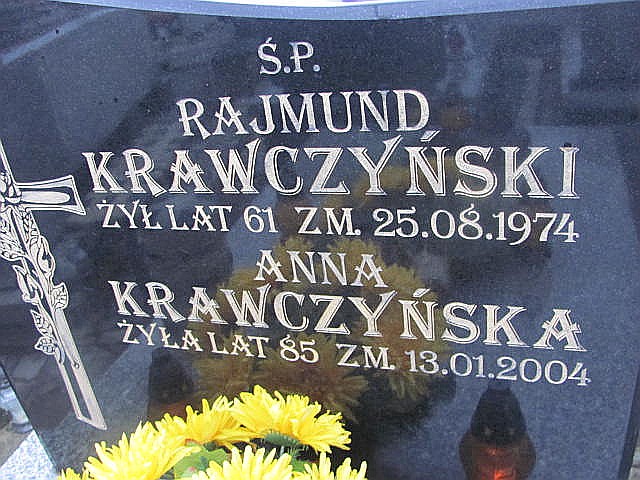 Ś.P.
RAJMUND
KRAWCZYŃSKI
ŻYŁ LAT 61 ZM. 25.08.1974
ANNA
KRAWCZYŃSKA
ŻYŁA LAT 85 ZM. 13.01.2004